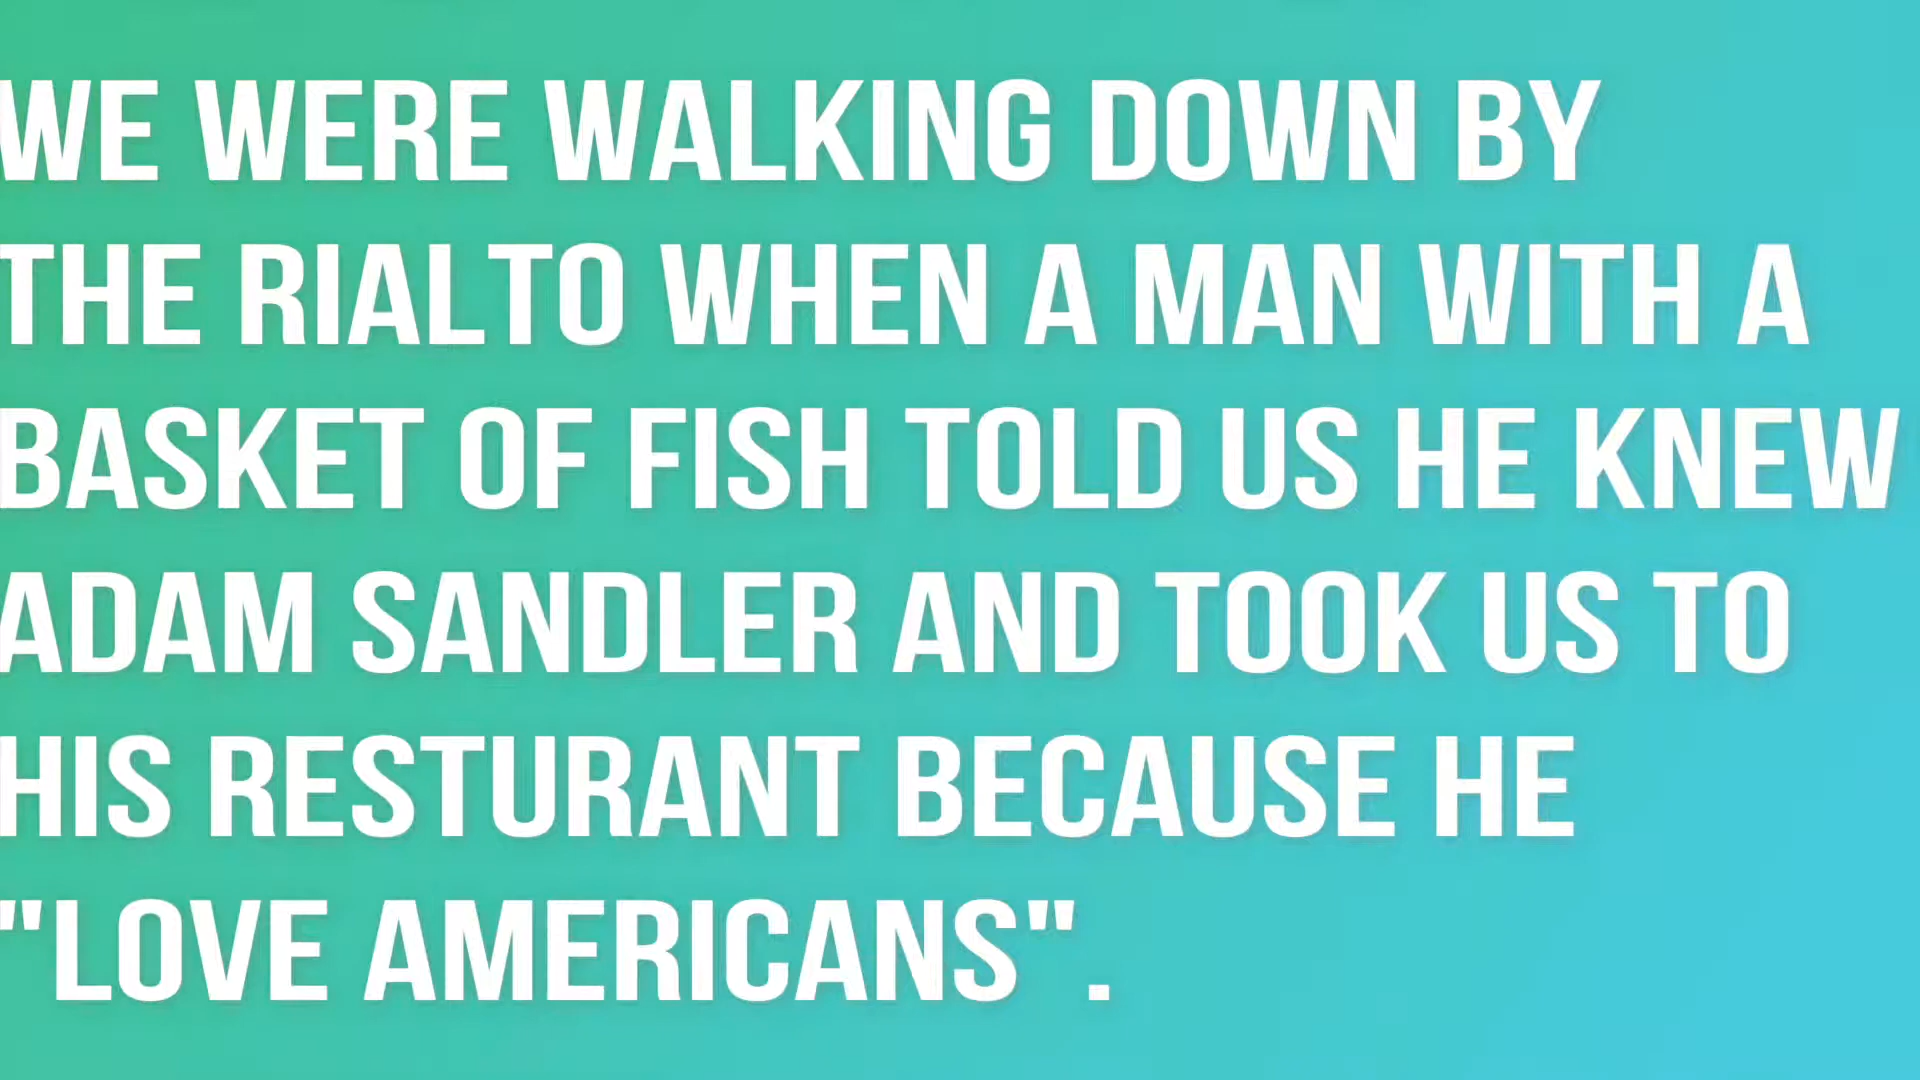 WE WERE WALKING DOWN BY
THE RIALTO WHEN A MAN WITH A
BASKET OF FISH TOLD US HE KNEW
ADAM SANDLER AND TOOK US TO
HIS RESTURANT BECAUSE HE
"LOVE AMERICANS".